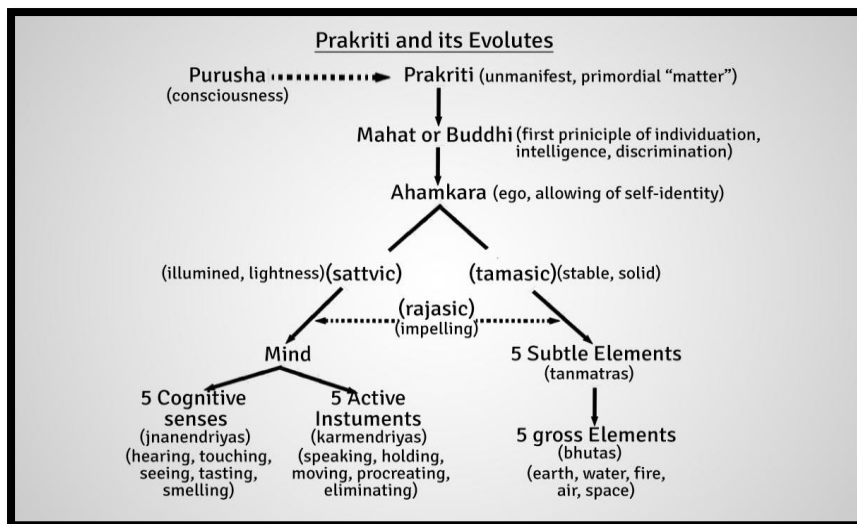 Prakriti and its Evolutes
Purusha
(consciousness)
Prakriti (unmanifest, primordial “matter”)
Mahat or Buddhi (first priniciple of individuation,
intelligence, discrimination)
Ahamkara (ego, allowing of self-identity)
(illumined, lightness) (sattvic)
(tamasic) (stable, solid)
(rajasic)
(impelling)
Mind
5 Cognitive
senses
(jnanendriyas)
(hearing, touching,
seeing, tasting,
smelling)
5 Active
Instuments
(karmendriyas)
(speaking, holding,
moving, procreating,
eliminating)
5 Subtle Elements
(tanmatras)
5 gross Elements
(bhutas)
(earth, water, fire,
air, space)